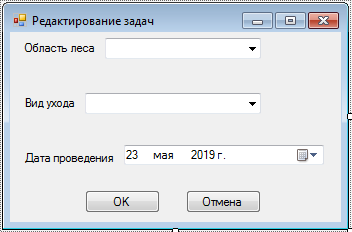 Редактирование задач
Область леса
Вид ухода
Дата проведения 23 мая 2019 г.
OK Отмена